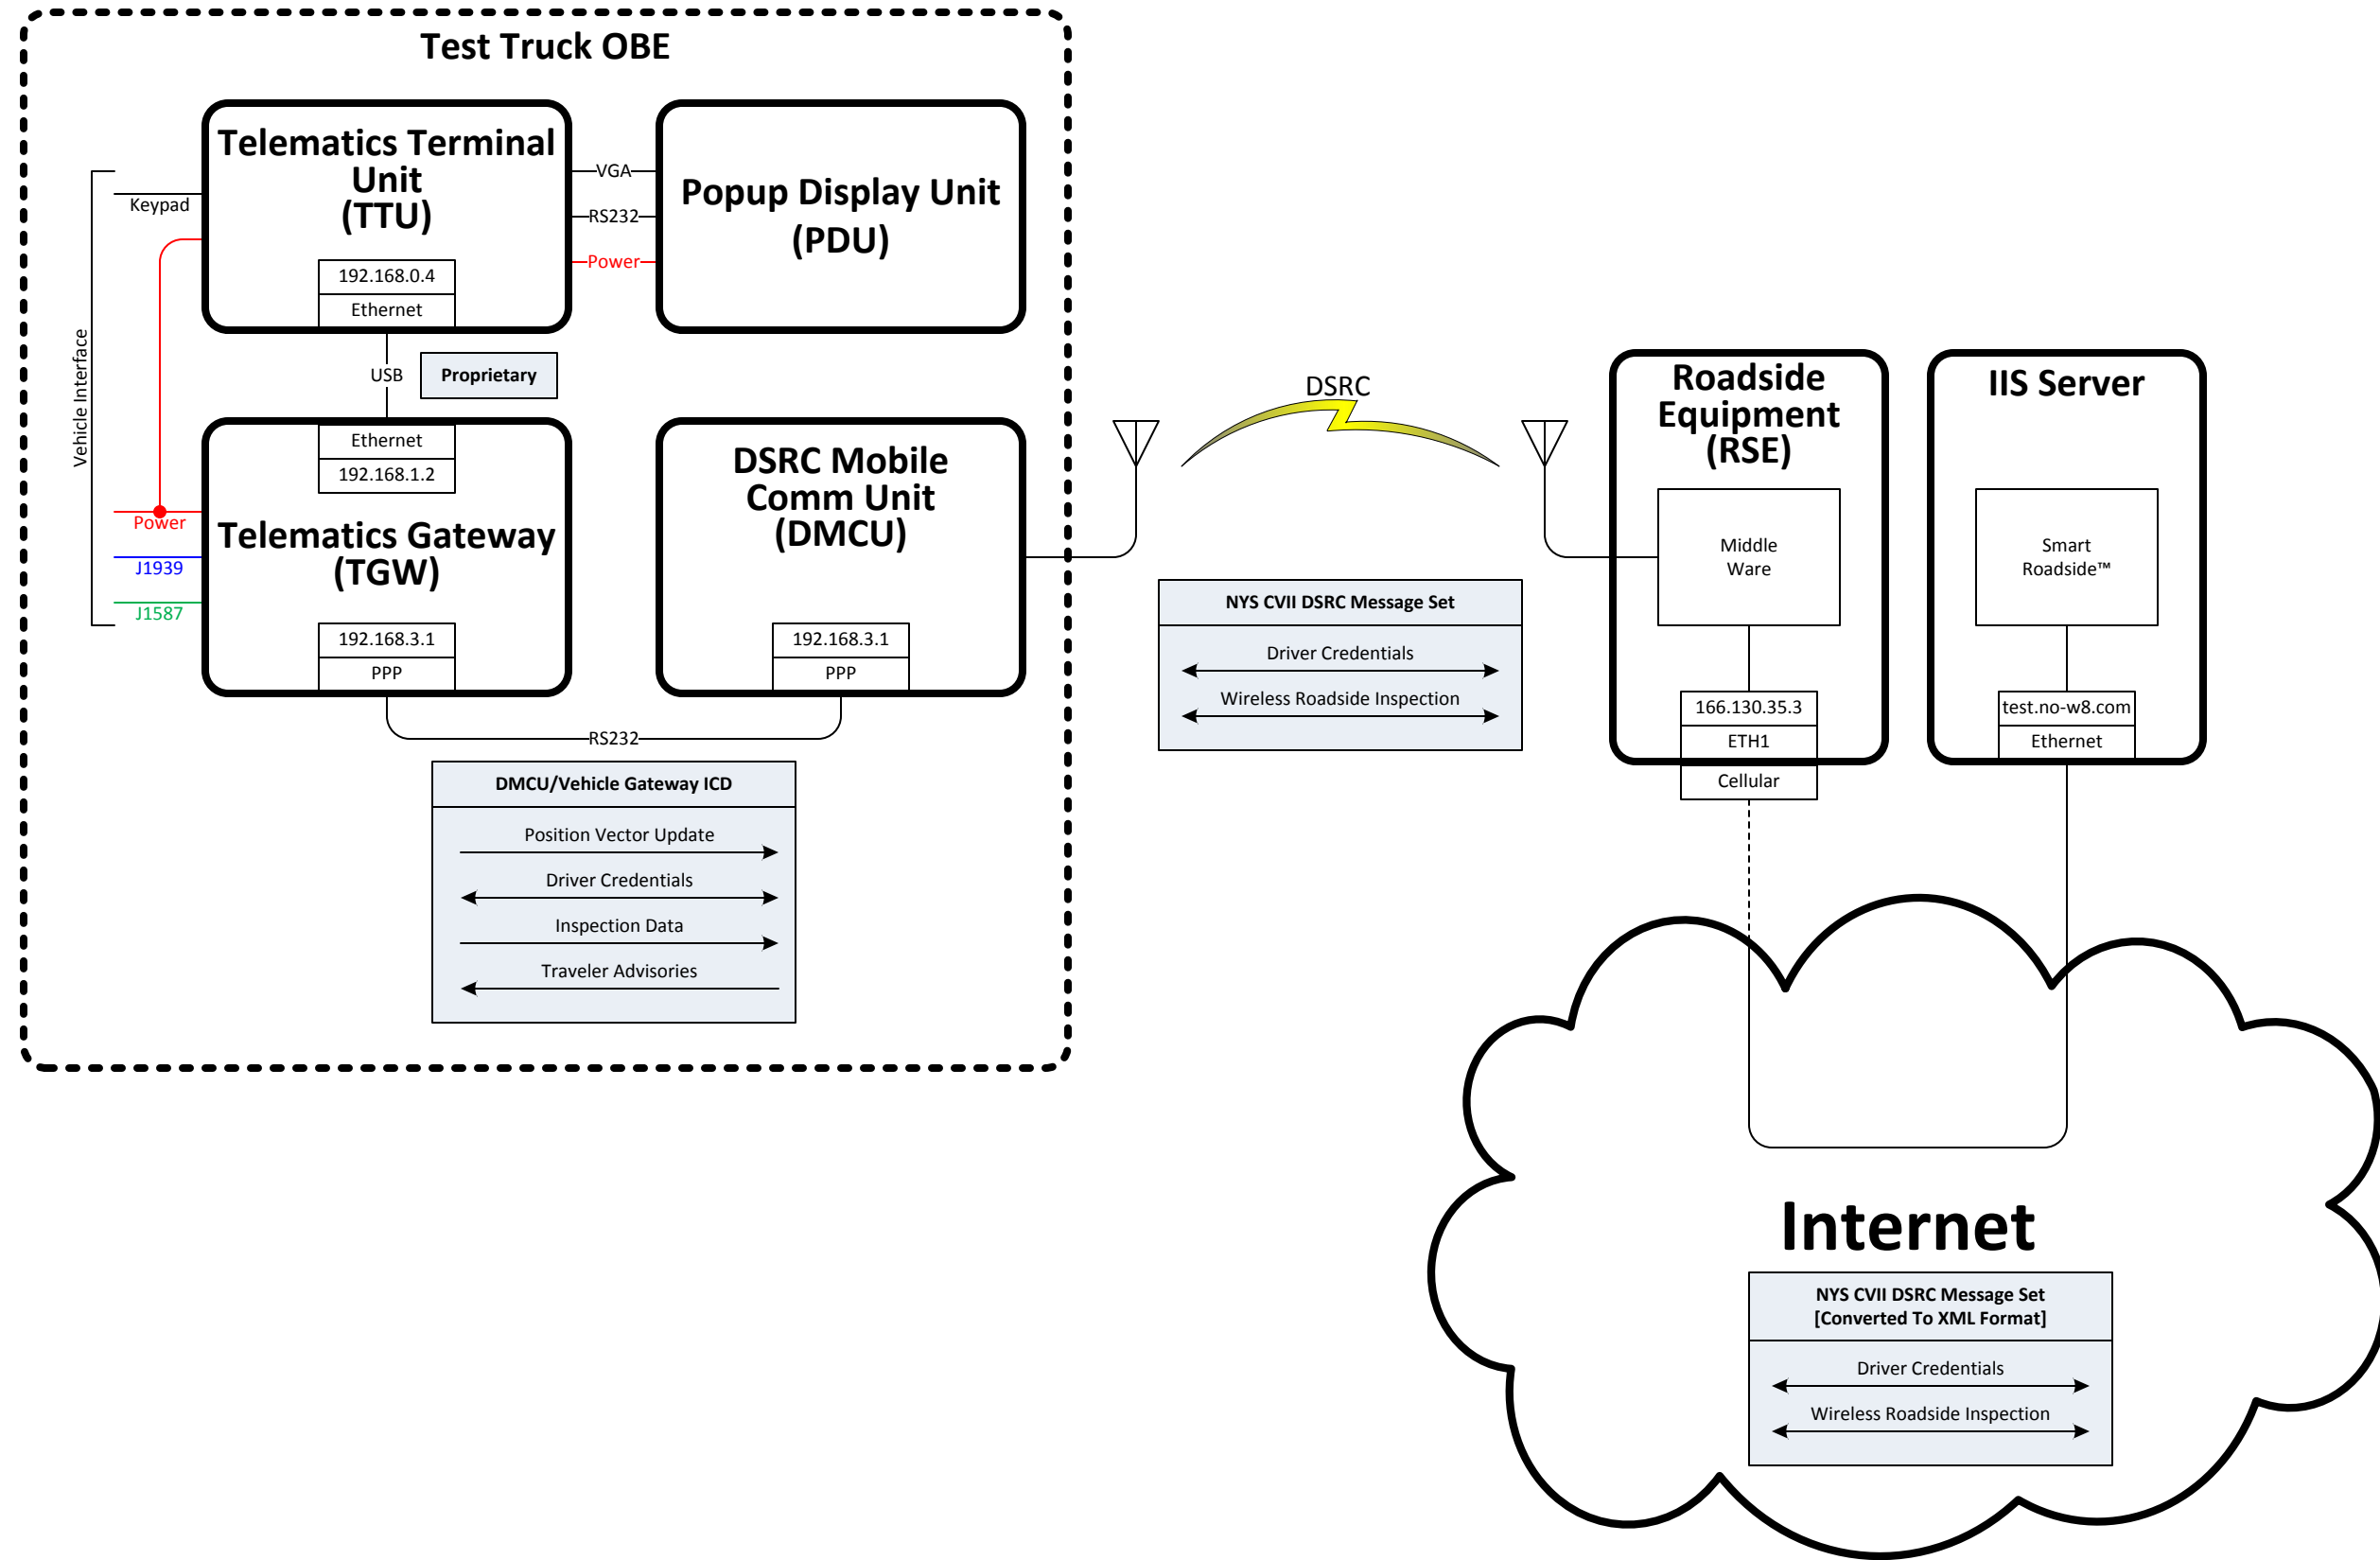 Test Truck OBE
Telematics Terminal
Unit
(TTU)
192.168.0.4
Ethernet
VGA
RS232
Power
Popup Display Unit
(PDU)
Keypad
Vehicle Interface
Power
J1939
J1587
USB
Proprietary
Ethernet
192.168.1.2
Telematics Gateway
(TGW)
192.168.3.1
PPP
DSRC Mobile
Comm Unit
(DMCU)
192.168.3.1
PPP
RS232
DMCU/Vehicle Gateway ICD
Position Vector Update
Driver Credentials
Inspection Data
Traveler Advisories
DSRC
NYS CVII DSRC Message Set
Driver Credentials
Wireless Roadside Inspection
Roadside
Equipment
(RSE)
Middle
Ware
166.130.35.3
ETH1
Cellular
IIS Server
Smart
Roadside™
test.no-w8.com
Ethernet
Internet
NYS CVII DSRC Message Set
[Converted To XML Format]
Driver Credentials
Wireless Roadside Inspection